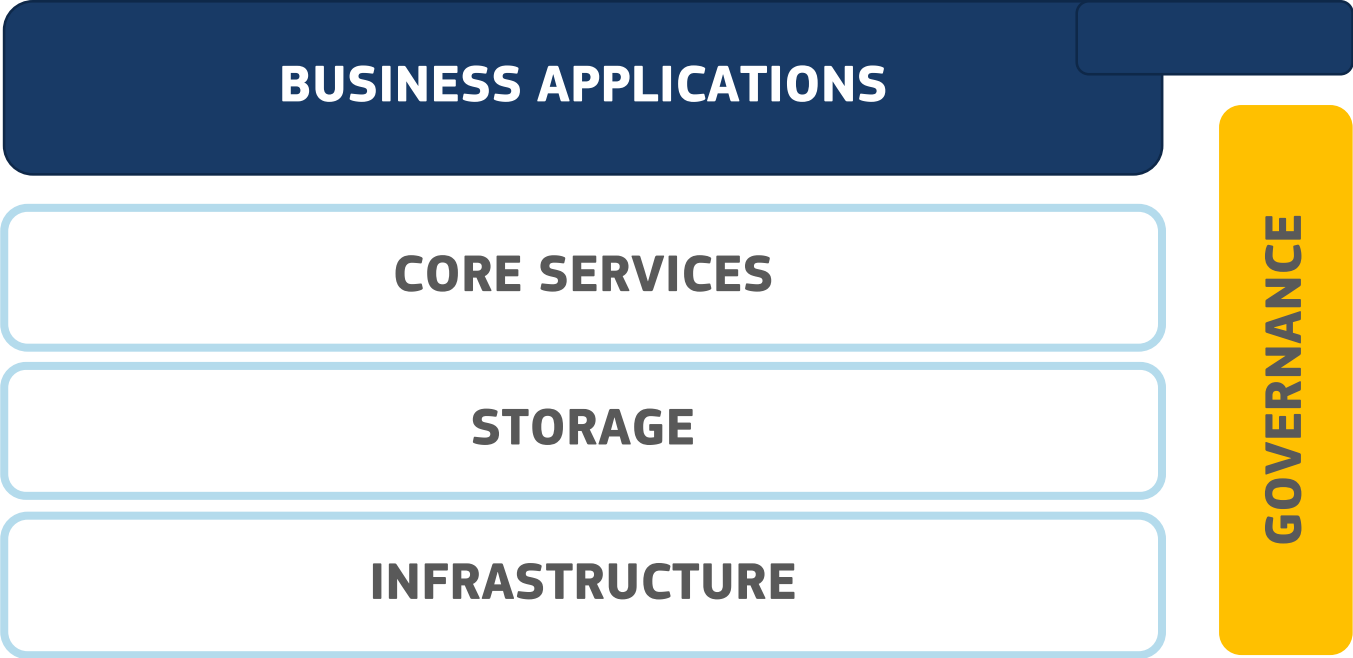 BUSINESS APPLICATIONS
CORE SERVICES
STORAGE
INFRASTRUCTURE
GOVERNANCE